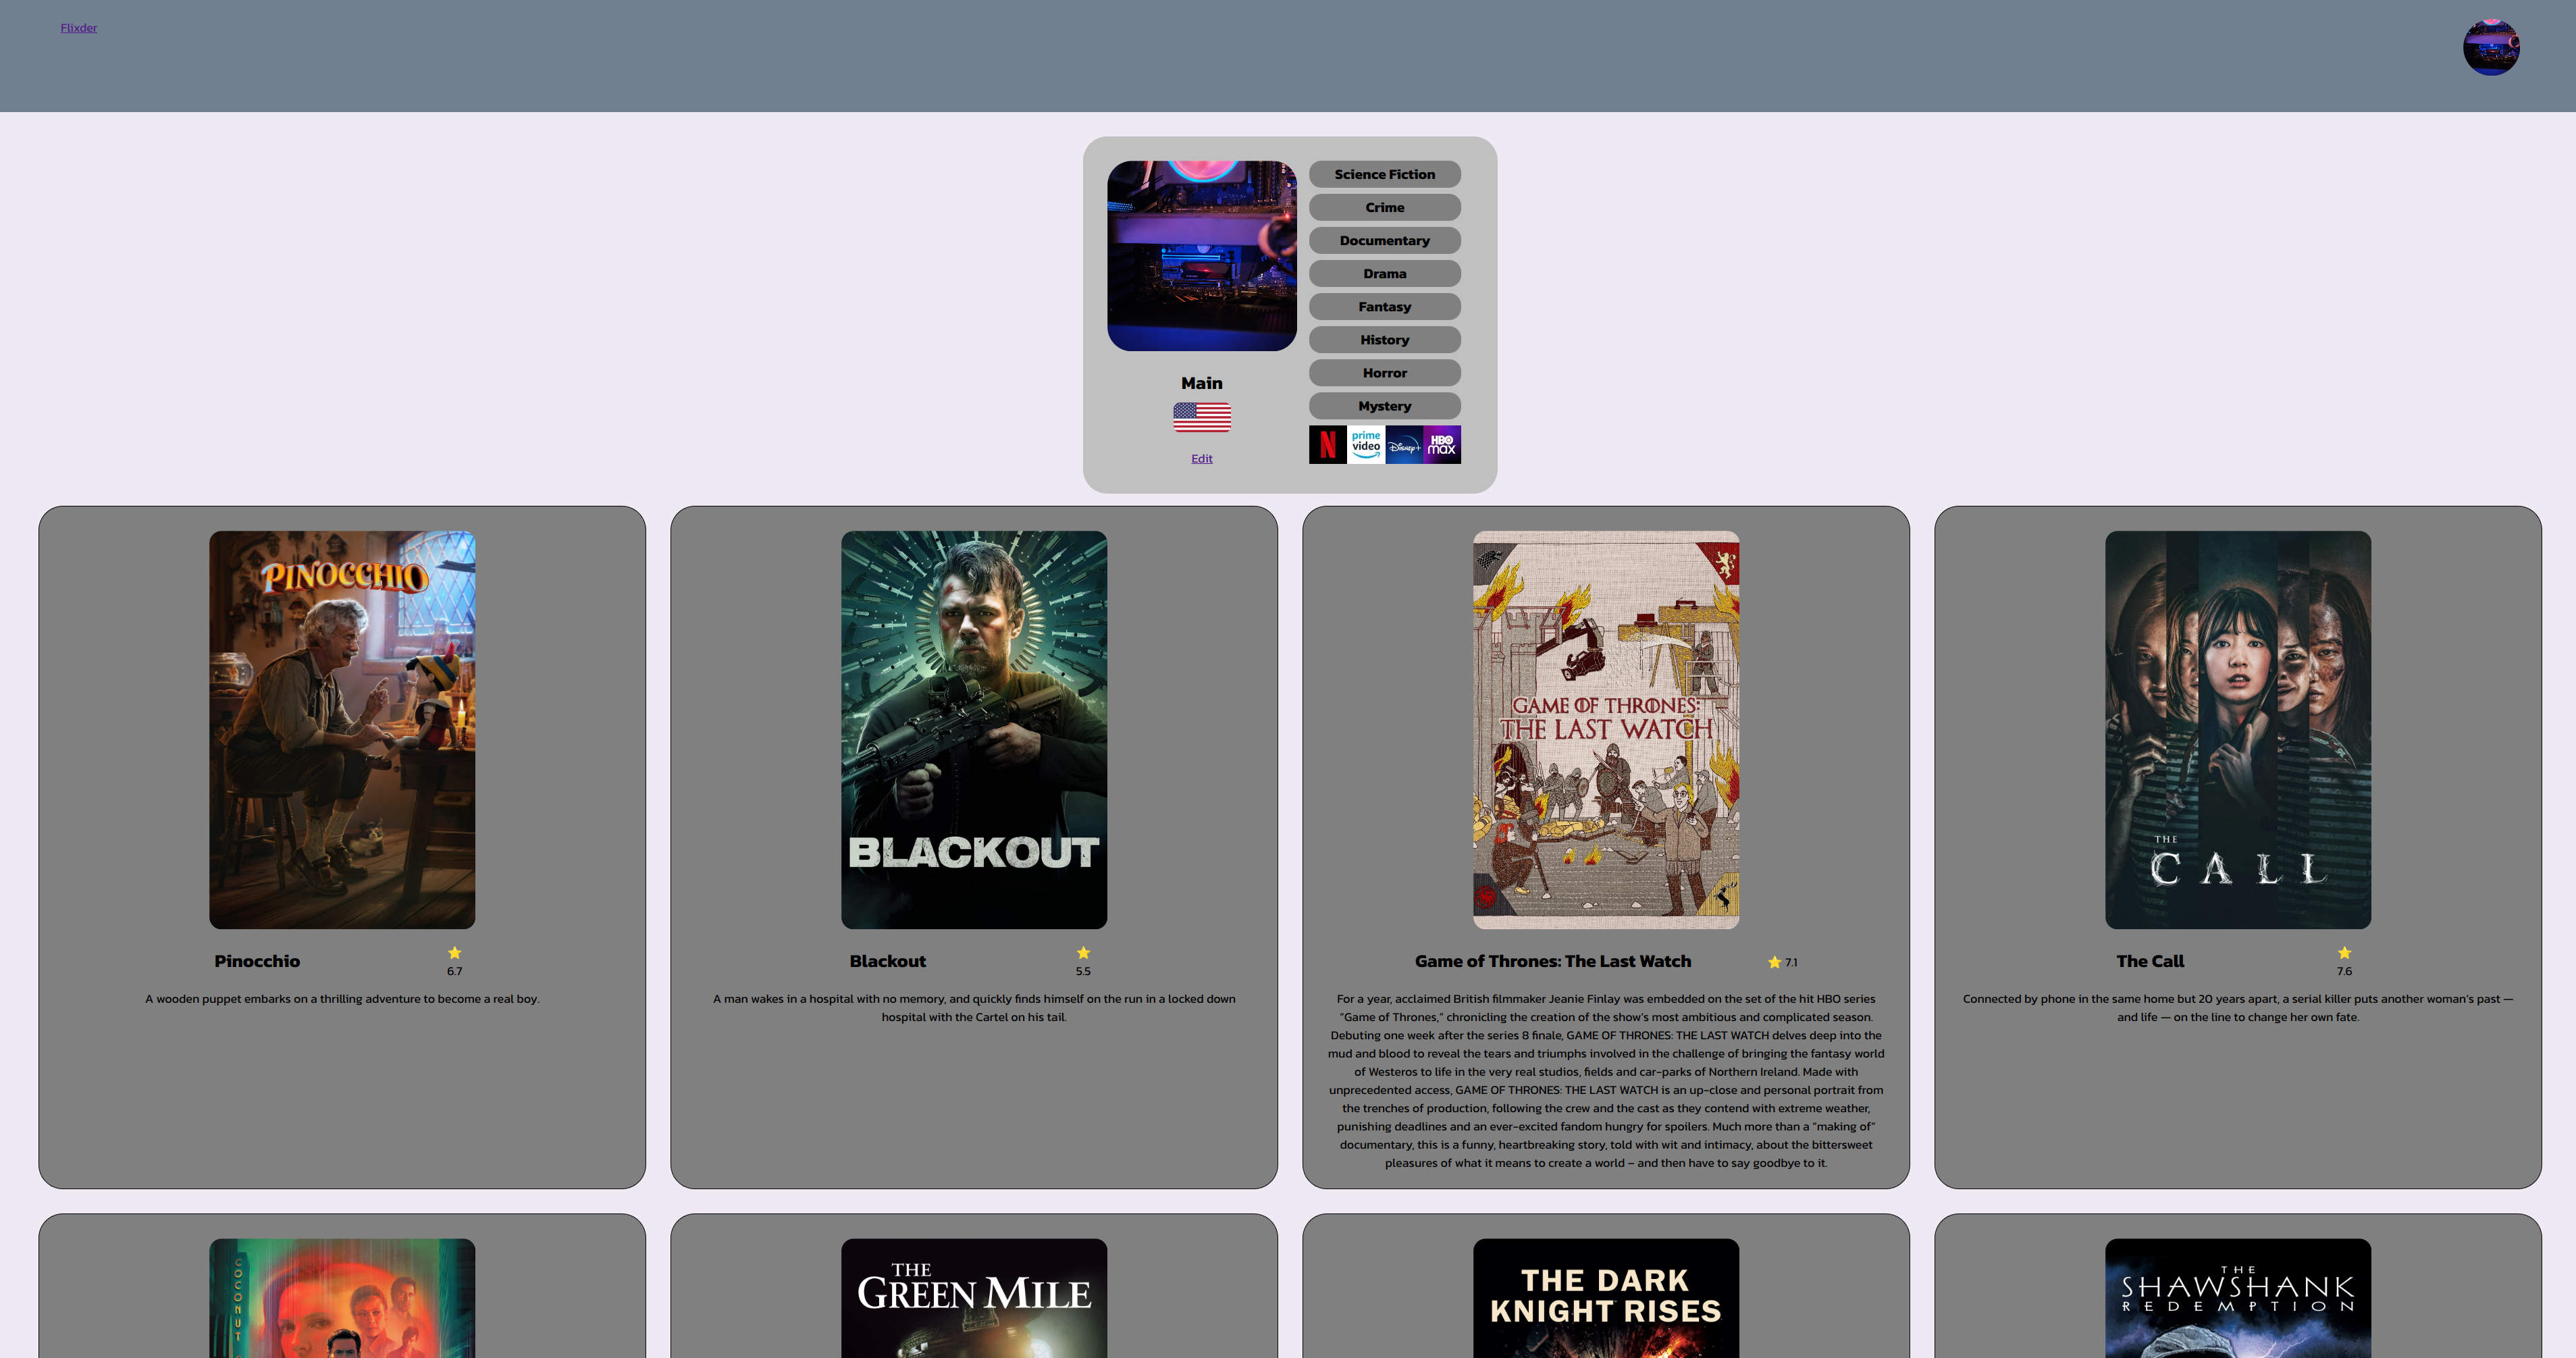 Flixder
Science Fiction
Crime
Documentary
Drama
Fantasy
History
Horror
Mystery
Main
Edit
N
prime
video
Disney+
HBO
max
PINOCCHIO
BLACKOUT
GAME OF THRONES:
THE LAST WATCH
THE
CALL
Pinocchio
⭐
6.7
A wooden puppet embarks on a thrilling adventure to become a real boy.
Blackout
⭐
5.5
A man wakes in a hospital with no memory, and quickly finds himself on the run in a locked down
hospital with the Cartel on his tail.
Game of Thrones: The Last Watch ⭐ 7.1
For a year, acclaimed British filmmaker Jeanie Finlay was embedded on the set of the hit HBO series
“Game of Thrones,” chronicling the creation of the show’s most ambitious and complicated season.
Debuting one week after the series 8 finale, GAME OF THRONES: THE LAST WATCH delves deep into the
mud and blood to reveal the tears and triumphs involved in the challenge of bringing the fantasy world
of Westeros to life in the very real studios, fields and car-parks of Northern Ireland. Made with
unprecedented access, GAME OF THRONES: THE LAST WATCH is an up-close and personal portrait from
the trenches of production, following the crew and the cast as they contend with extreme weather,
punishing deadlines and an ever-excited fandom hungry for spoilers. Much more than a “making of”
documentary, this is a funny, heartbreaking story, told with wit and intimacy, about the bittersweet
pleasures of what it means to create a world – and then have to say goodbye to it.
The Call
⭐
7.6
Connected by phone in the same home but 20 years apart, a serial killer puts another woman’s past —
and life — on the line to change her own fate.
COCONUT
THE
GREEN MILE
THE DARK
KNIGHT RISES
THE
SHAWSHANK
REDEMPTION